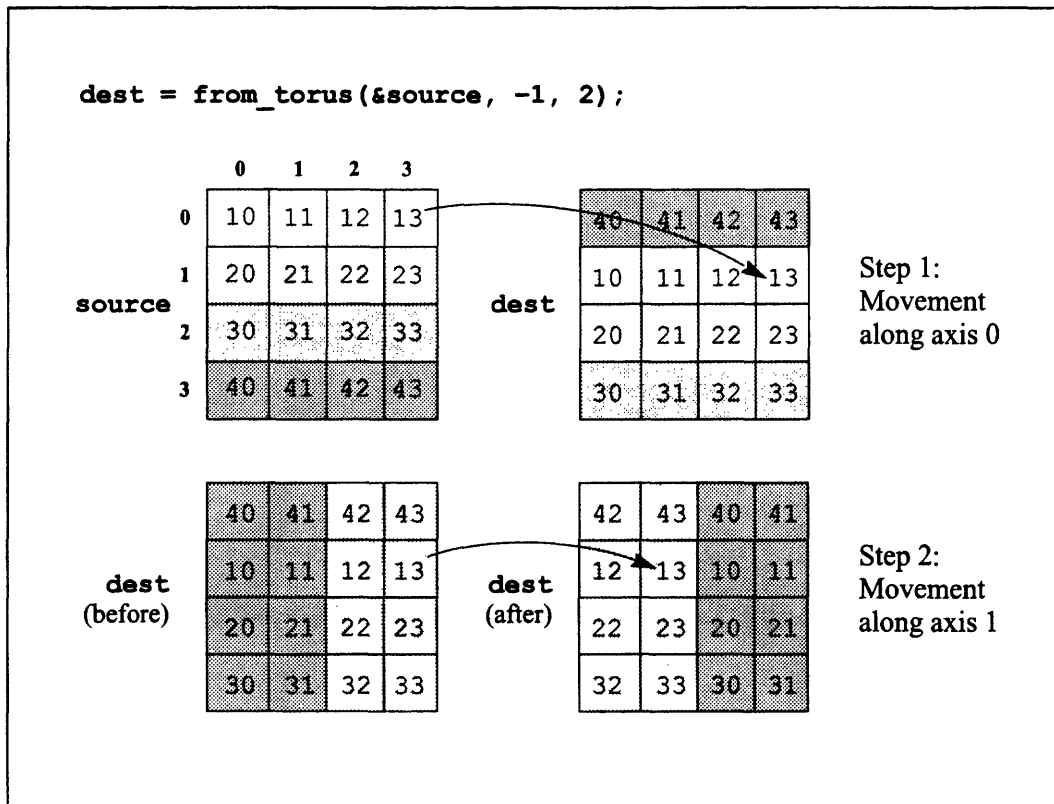 dest = from_torus(&source, -1, 2);
0 1 2 3
0 10 11 12 13
1 20 21 22 23
source
2 30 31 32 33
3 40 41 42 43
40 41 42 43
10 11 12 13
dest
20 21 22 23
30 31 32 33
Step 1:
Movement
along axis 0
40 41 42 43
10 11 12 13
dest
(before)
20 21 22 23
30 31 32 33
42 43 40 41
12 13 10 11
dest
(after)
22 23 20 21
32 33 30 31
Step 2:
Movement
along axis 1